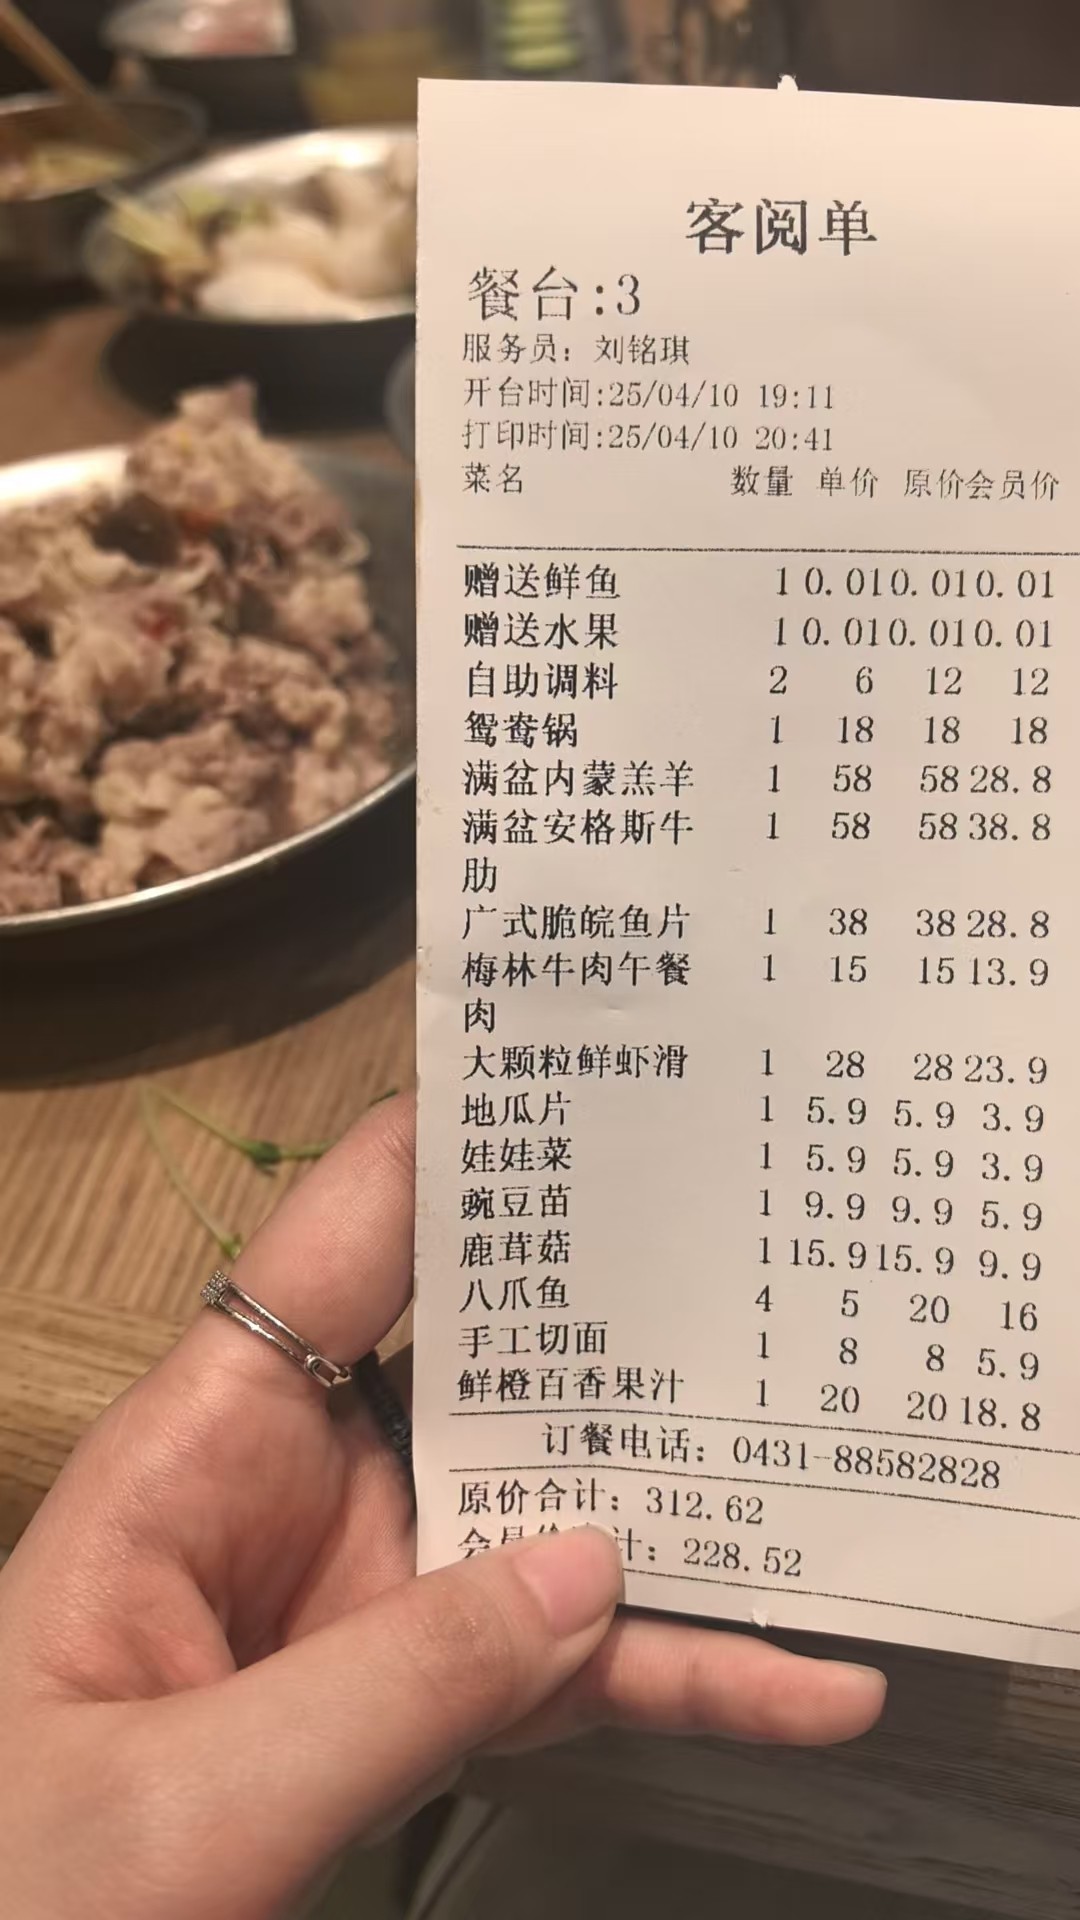 客阅单
餐台:3
服务员: 刘铭琪
开台时间:25/04/10 19:11
打印时间:25/04/10 20:41
菜名 数量 单价 原价会员价
赠送鲜鱼 1 0.01 0.01 0.01
赠送水果 1 0.01 0.01 0.01
自助调料 2 6 12 12
鸳鸯锅 1 18 18 18
满盆内蒙羔羊 1 58 58 28.8
满盆安格斯牛 1 58 58 38.8
肋
广式脆皖鱼片 1 38 38 28.8
梅林牛肉午餐 1 15 15 13.9
肉
大颗粒鲜虾滑 1 28 28 23.9
地瓜片 1 5.9 5.9 3.9
娃娃菜 1 5.9 5.9 3.9
豌豆苗 1 9.9 9.9 5.9
鹿茸菇 1 15.9 15.9 9.9
八爪鱼 4 5 20 16
手工切面 1 8 8 5.9
鲜橙百香果汁 1 20 20 18.8
订餐电话: 0431-88582828
原价合计: 312.62
计: 228.52